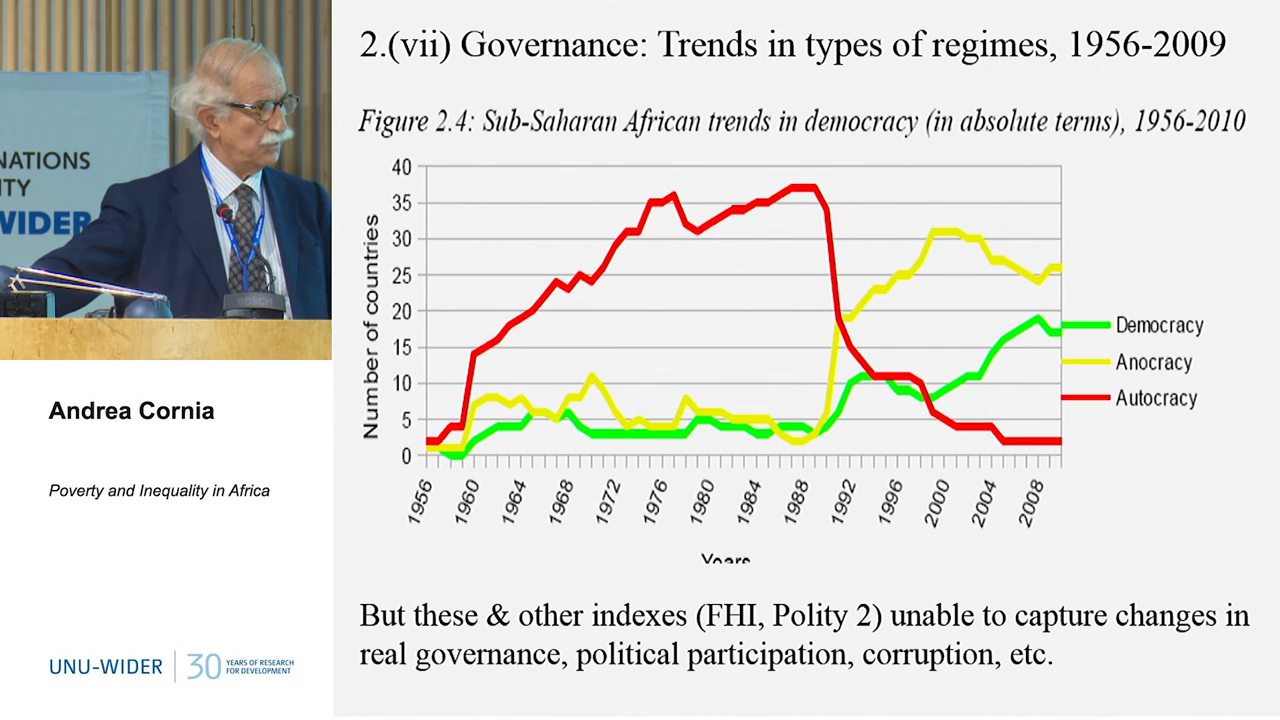 NATIONS
ITY
WIDER
BOSCH
Andrea Cornia
Poverty and Inequality in Africa
UNU-WIDER
30 YEARS OF RESEARCH
FOR DEVELOPMENT
2.(vii) Governance: Trends in types of regimes, 1956-2009
Figure 2.4: Sub-Saharan African trends in democracy (in absolute terms), 1956-2010
Number of countries
40
35
30
25
20
15
10
5
0
1956
1960
1964
1968
1972
1976
1980
1984
1988
1992
1996
2000
2004
2008
Years
Democracy
Anocracy
Autocracy
But these & other indexes (FHI, Polity 2) unable to capture changes in
real governance, political participation, corruption, etc.